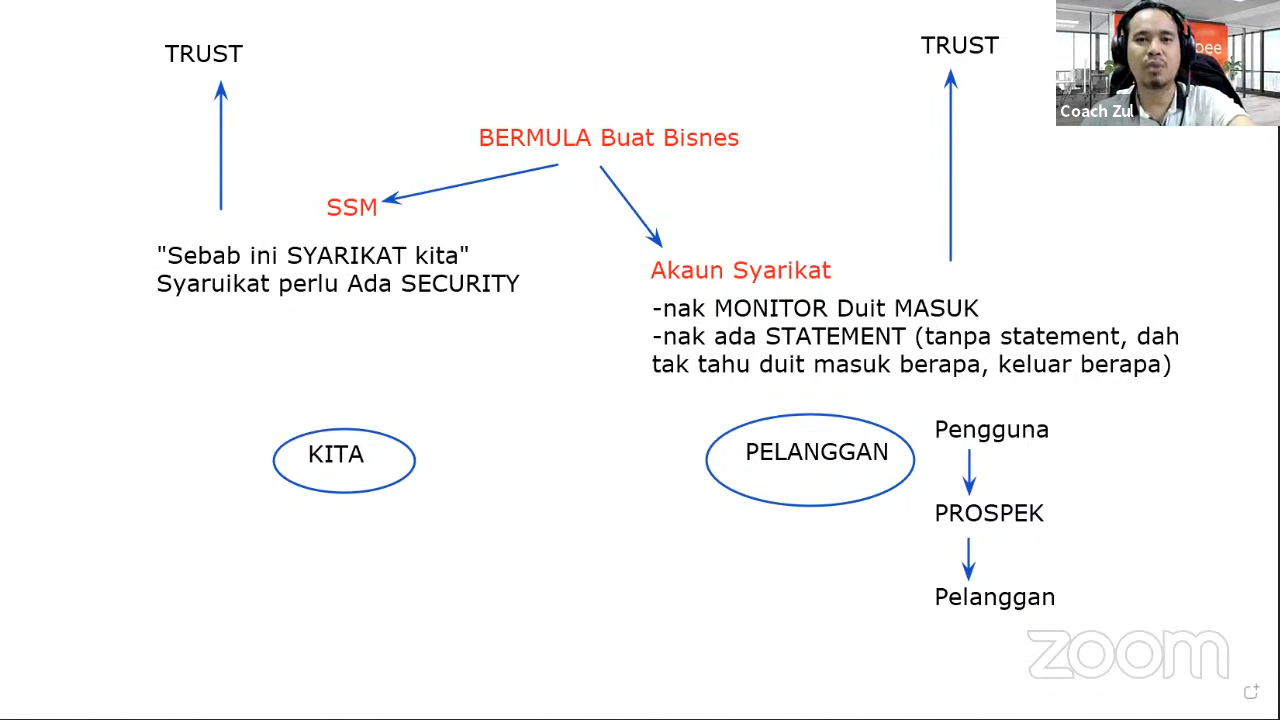 TRUST
TRUST
pee
Coach Zul
BERMULA Buat Bisnes
SSM
"Sebab ini SYARIKAT kita"
Syaruikat perlu Ada SECURITY
Akaun Syarikat
-nak MONITOR Duit MASUK
-nak ada STATEMENT (tanpa statement, dah
tak tahu duit masuk berapa, keluar berapa)
KITA
PELANGGAN
Pengguna
PROSPEK
Pelanggan
zoom